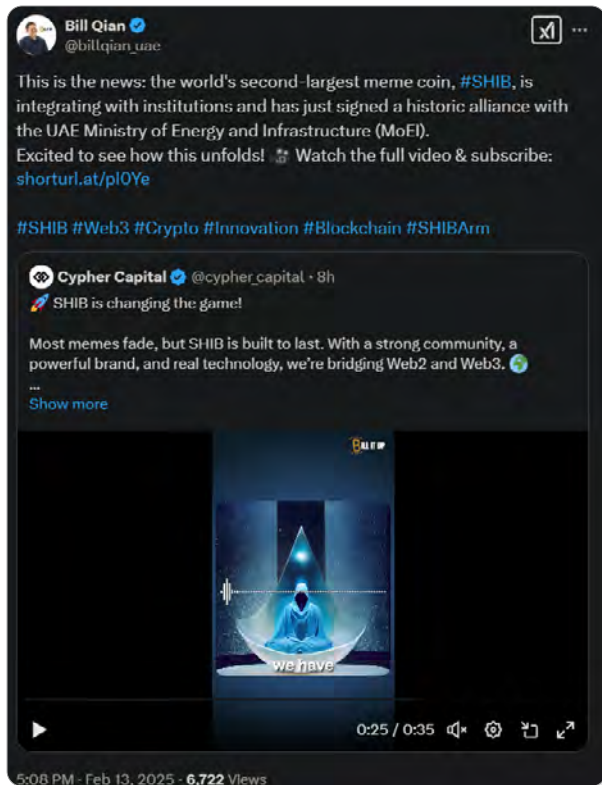 Bill Qian
@billqian_uae
This is the news: the world's second-largest meme coin, #SHIB, is
integrating with institutions and has just signed a historic alliance with
the UAE Ministry of Energy and Infrastructure (MoEI).
Excited to see how this unfolds! 🎥 Watch the full video & subscribe:
shorturl.at/pl0Ye
#SHIB #Web3 #Crypto #Innovation #Blockchain #SHIBArm
Cypher Capital @cypher_capital · 8h
🚀 SHIB is changing the game!
Most memes fade, but SHIB is built to last. With a strong community, a
powerful brand, and real technology, we're bridging Web2 and Web3. 🌍
...
Show more
BILL IT UP
we have
0:25 / 0:35
5:08 PM · Feb 13, 2025 · 6,722 Views